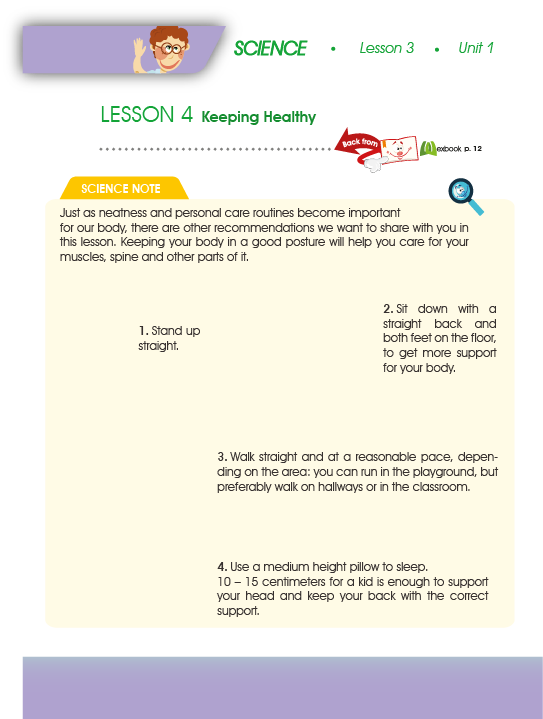 SCIENCE • Lesson 3 • Unit 1
LESSON 4 Keeping Healthy
Back from
exbook p. 12
SCIENCE NOTE
Just as neatness and personal care routines become important
for our body, there are other recommendations we want to share with you in
this lesson. Keeping your body in a good posture will help you care for your
muscles, spine and other parts of it.
1. Stand up
straight.
2. Sit down with a
straight back and
both feet on the floor,
to get more support
for your body.
3. Walk straight and at a reasonable pace, depen-
ding on the area: you can run in the playground, but
preferably walk on hallways or in the classroom.
4. Use a medium height pillow to sleep.
10 – 15 centimeters for a kid is enough to support
your head and keep your back with the correct
support.